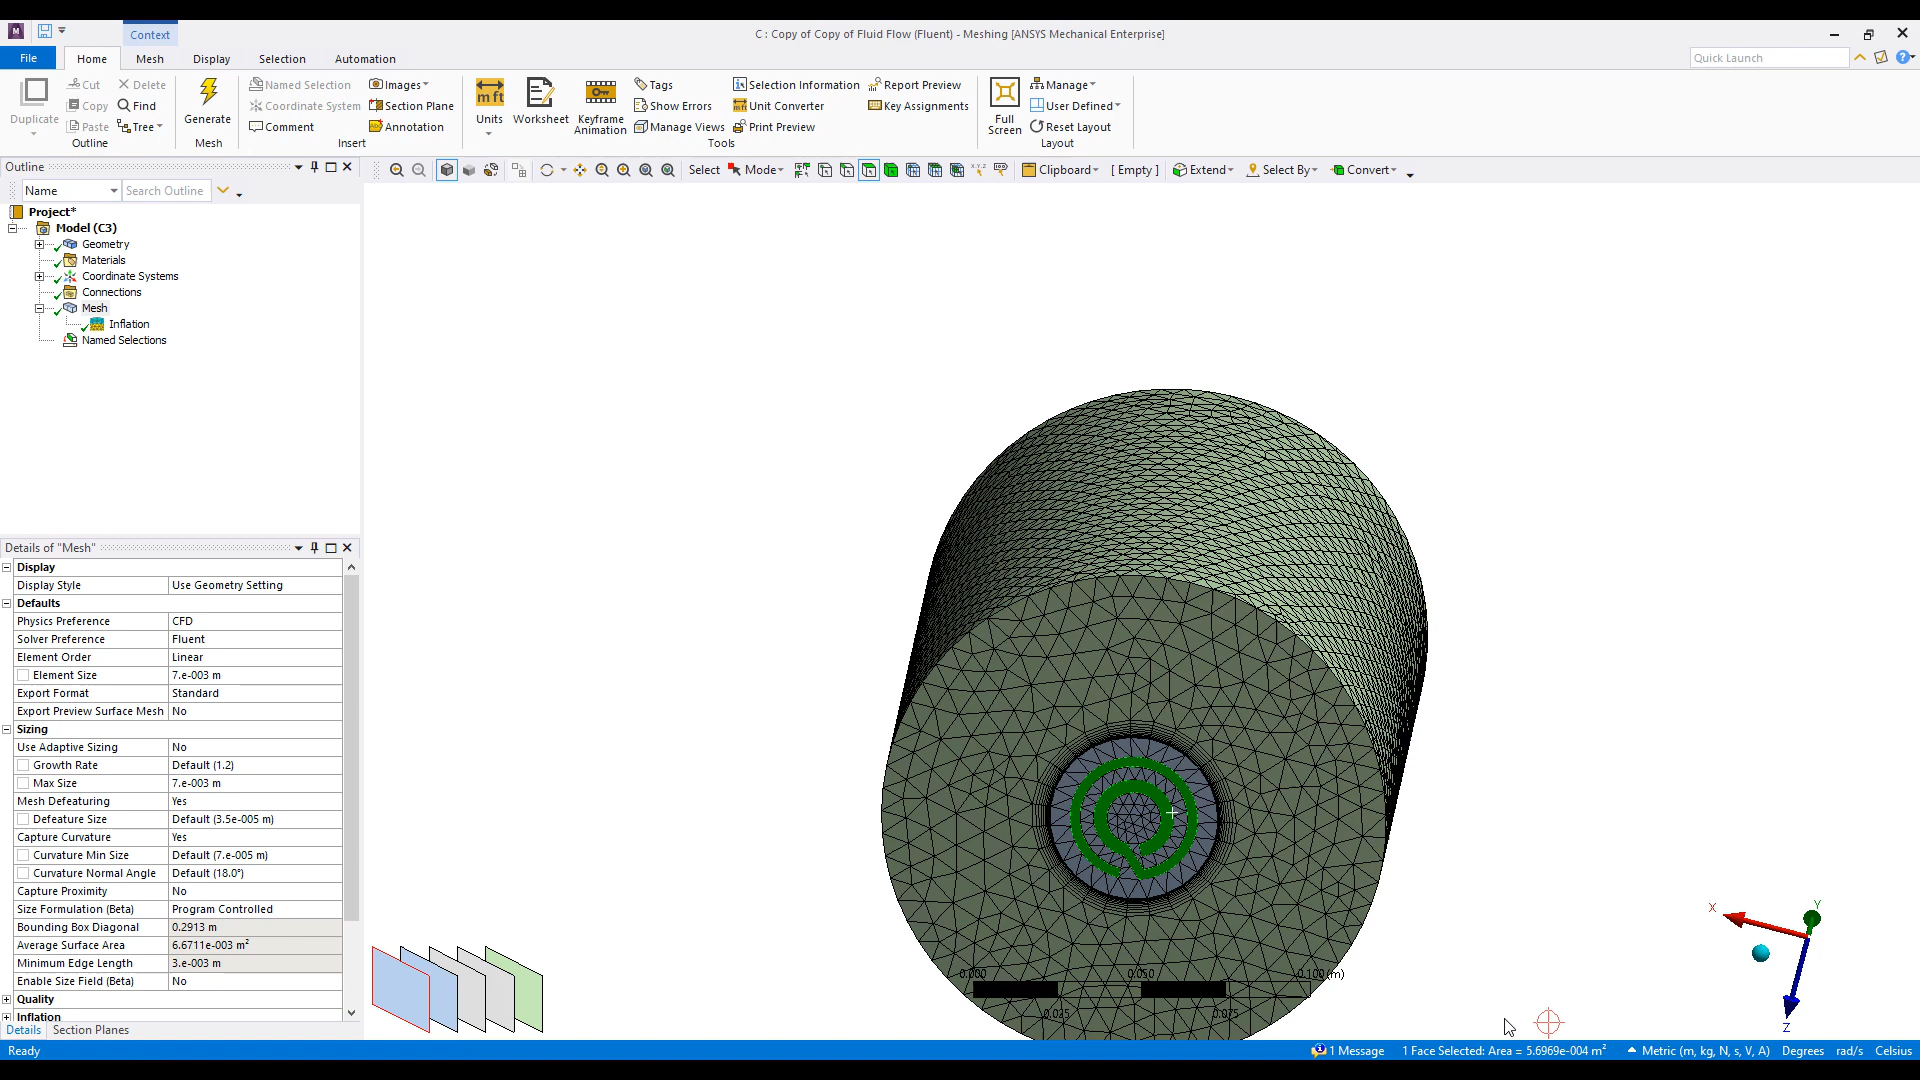 M
Context
C : Copy of Copy of Fluid Flow (Fluent) - Meshing [ANSYS Mechanical Enterprise]
File Home Mesh Display Selection Automation
Quick Launch
Duplicate
Cut
Copy
Paste
Delete
Find
Tree
Outline
Generate
Mesh
Named Selection
Coordinate System
Comment
Images
Section Plane
Annotation
Insert
mft
Units
Worksheet
Keyframe
Animation
Tags
Show Errors
Manage Views
Selection Information
Unit Converter
Print Preview
Report Preview
Key Assignments
Tools
Full
Screen
Manage
User Defined
Reset Layout
Layout
Outline
Name Search Outline
Select Mode Clipboard [ Empty ] Extend Select By Convert
Project*
Model (C3)
Geometry
Materials
Coordinate Systems
Connections
Mesh
Inflation
Named Selections
Details of "Mesh"
Display
Display Style Use Geometry Setting
Defaults
Physics Preference CFD
Solver Preference Fluent
Element Order Linear
Element Size 7.e-003 m
Export Format Standard
Export Preview Surface Mesh No
Sizing
Use Adaptive Sizing No
Growth Rate Default (1.2)
Max Size 7.e-003 m
Mesh Defeaturing Yes
Defeature Size Default (3.5e-005 m)
Capture Curvature Yes
Curvature Min Size Default (7.e-005 m)
Curvature Normal Angle Default (18.0°)
Capture Proximity No
Size Formulation (Beta) Program Controlled
Bounding Box Diagonal 0.2913 m
Average Surface Area 6.6711e-003 m²
Minimum Edge Length 3.e-003 m
Enable Size Field (Beta) No
Quality
Inflation
Details Section Planes
0.000 0.050 0.100 (m)
0.025 0.075
X
Y
Z
Ready 1 Message 1 Face Selected: Area = 5.6969e-004 m² Metric (m, kg, N, s, V, A) Degrees rad/s Celsius